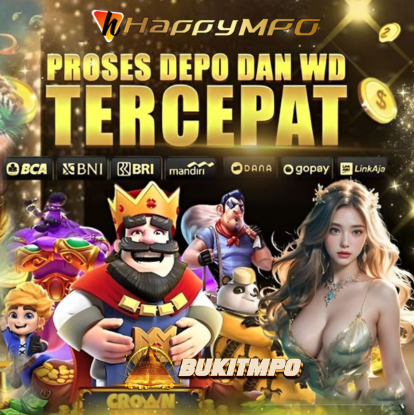 HappyMPO
PROSES DEPO DAN WD
TERCEPAT
BCA BNI BRI mandiri DANA gopay LinkAja
BUKITMPO
CROWN